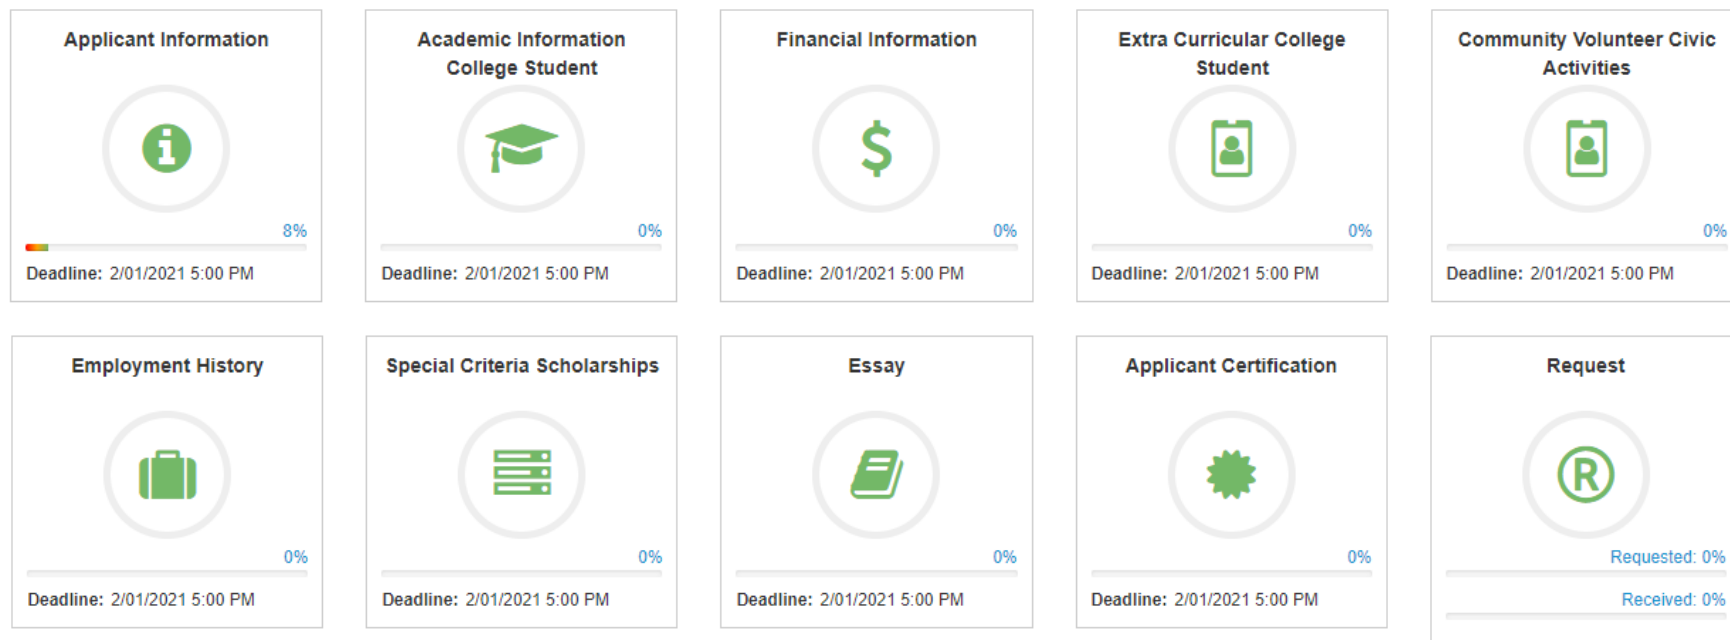 Applicant Information
8%
Deadline: 2/01/2021 5:00 PM
Academic Information
College Student
0%
Deadline: 2/01/2021 5:00 PM
Financial Information
$
0%
Deadline: 2/01/2021 5:00 PM
Extra Curricular College
Student
0%
Deadline: 2/01/2021 5:00 PM
Community Volunteer Civic
Activities
0%
Deadline: 2/01/2021 5:00 PM
Employment History
0%
Deadline: 2/01/2021 5:00 PM
Special Criteria Scholarships
0%
Deadline: 2/01/2021 5:00 PM
Essay
0%
Deadline: 2/01/2021 5:00 PM
Applicant Certification
0%
Deadline: 2/01/2021 5:00 PM
Request
®
Requested: 0%
Received: 0%